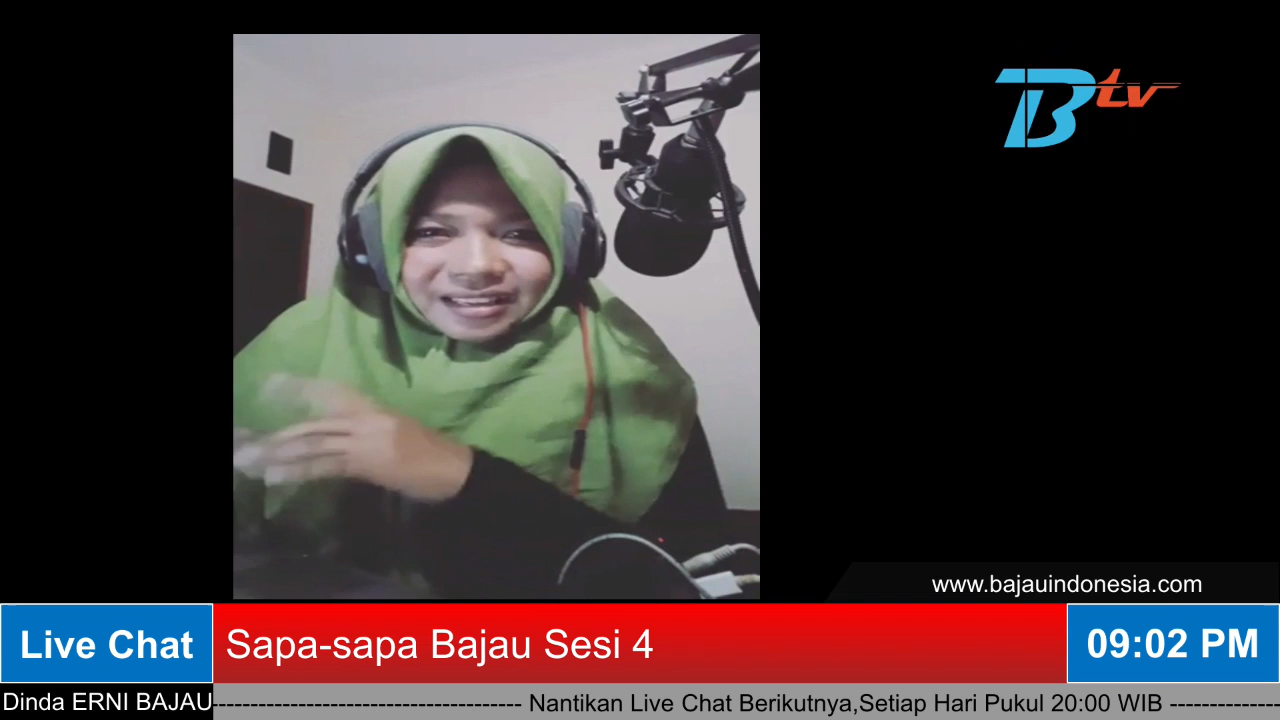 Btv
www.bajauindonesia.com
Live Chat
Sapa-sapa Bajau Sesi 4
09:02 PM
Dinda ERNI BAJAU
---------------------------------------- Nantikan Live Chat Berikutnya,Setiap Hari Pukul 20:00 WIB --------------